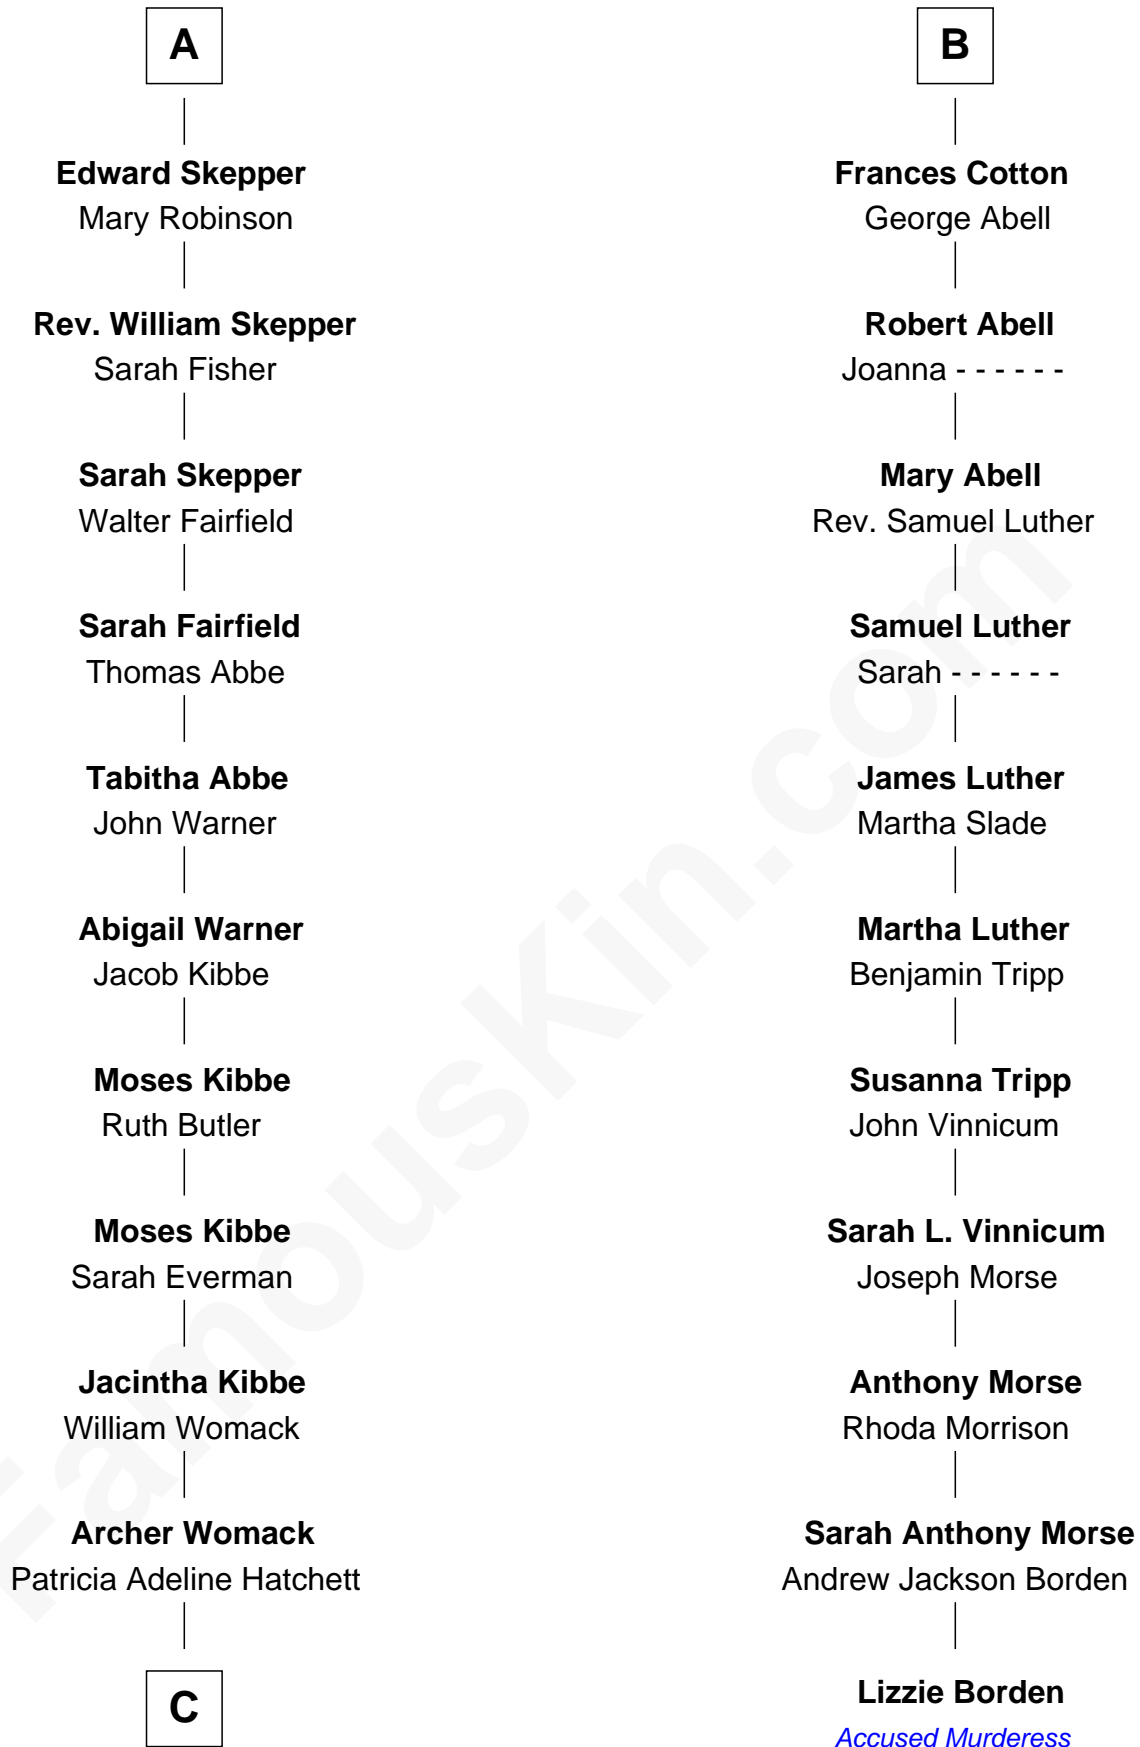 A
Edward Skepper
Mary Robinson
Rev. William Skepper
Sarah Fisher
Sarah Skepper
Walter Fairfield
Sarah Fairfield
Thomas Abbe
Tabitha Abbe
John Warner
Abigail Warner
Jacob Kibbe
Moses Kibbe
Ruth Butler
Moses Kibbe
Sarah Everman
Jacintha Kibbe
William Womack
Archer Womack
Patricia Adeline Hatchett
C
B
Frances Cotton
George Abell
Robert Abell
Joanna - - - - - -
Mary Abell
Rev. Samuel Luther
Samuel Luther
Sarah - - - - - -
James Luther
Martha Slade
Martha Luther
Benjamin Tripp
Susanna Tripp
John Vinnicum
Sarah L. Vinnicum
Joseph Morse
Anthony Morse
Rhoda Morrison
Sarah Anthony Morse
Andrew Jackson Borden
Lizzie Borden
Accused Murderess
FamousKin.com